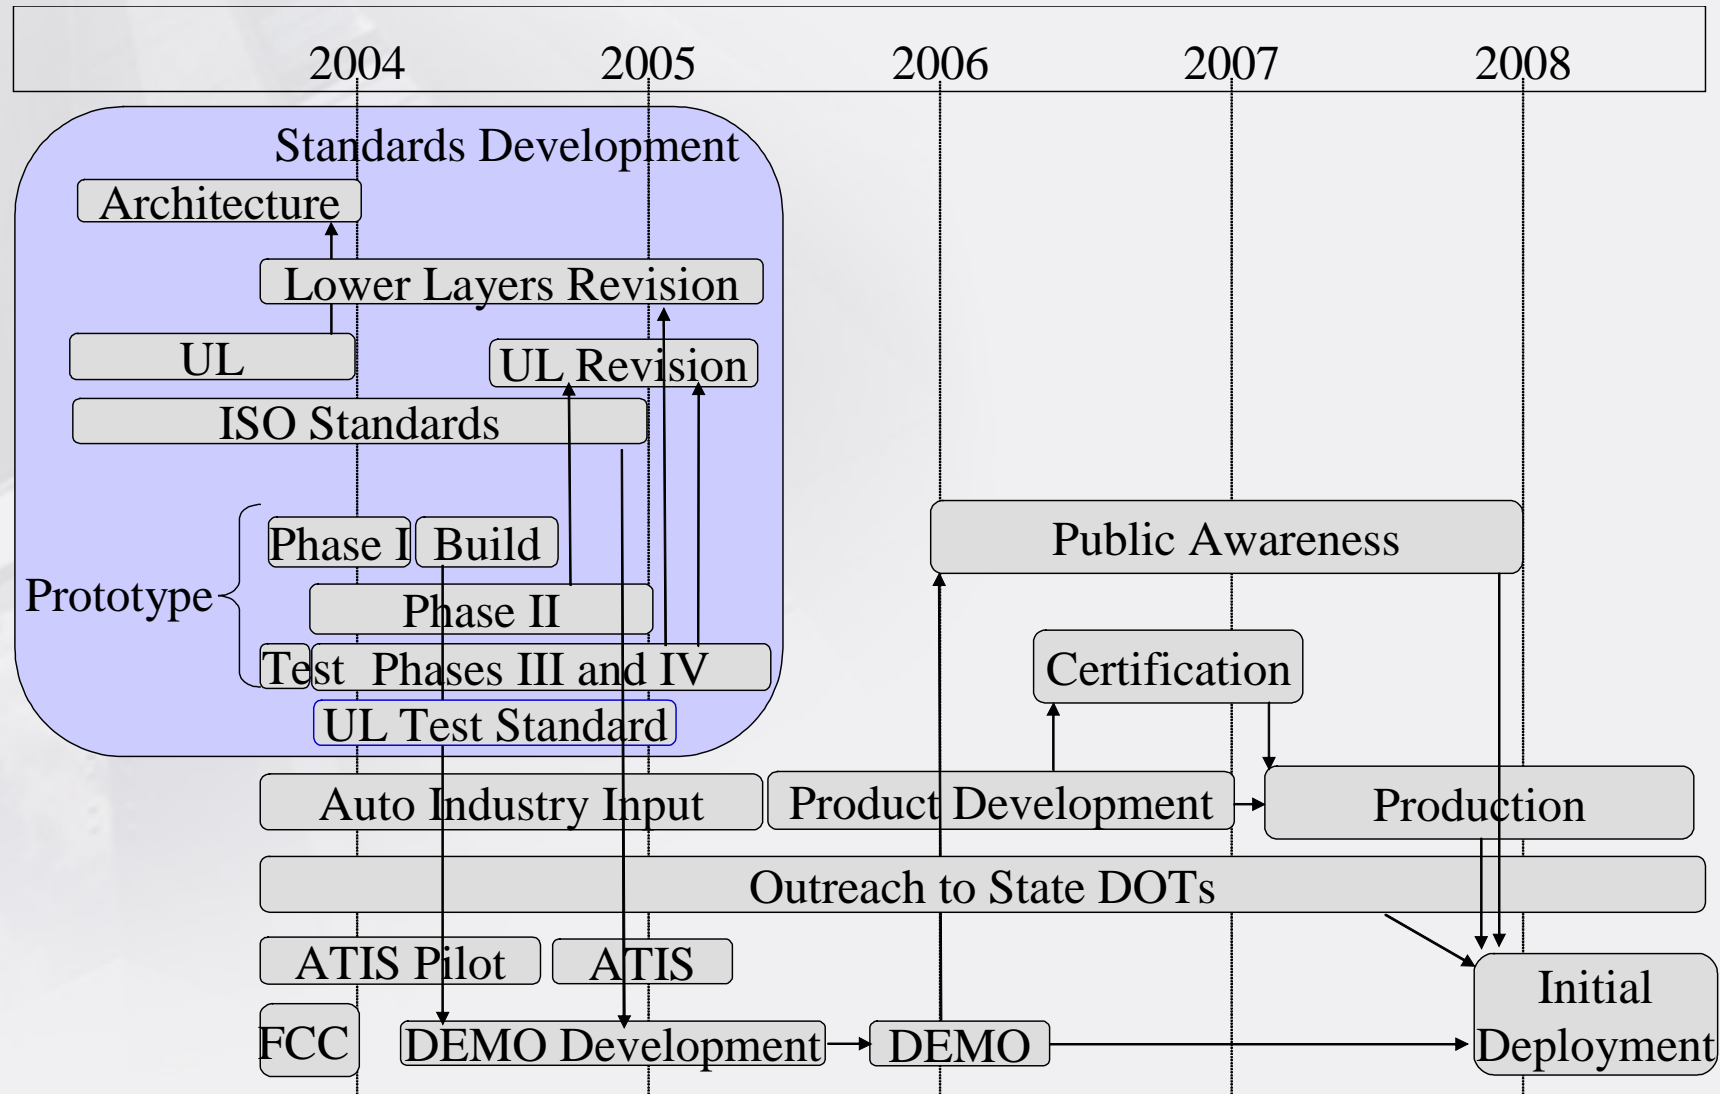 2004 2005 2006 2007 2008
Standards Development
Architecture
Lower Layers Revision
UL
UL Revision
ISO Standards
Phase I
Build
Public Awareness
Prototype
Phase II
Test
Phases III and IV
Certification
UL Test Standard
Auto Industry Input
Product Development
Production
Outreach to State DOTs
ATIS Pilot
ATIS
Initial
Deployment
FCC
DEMO Development
DEMO